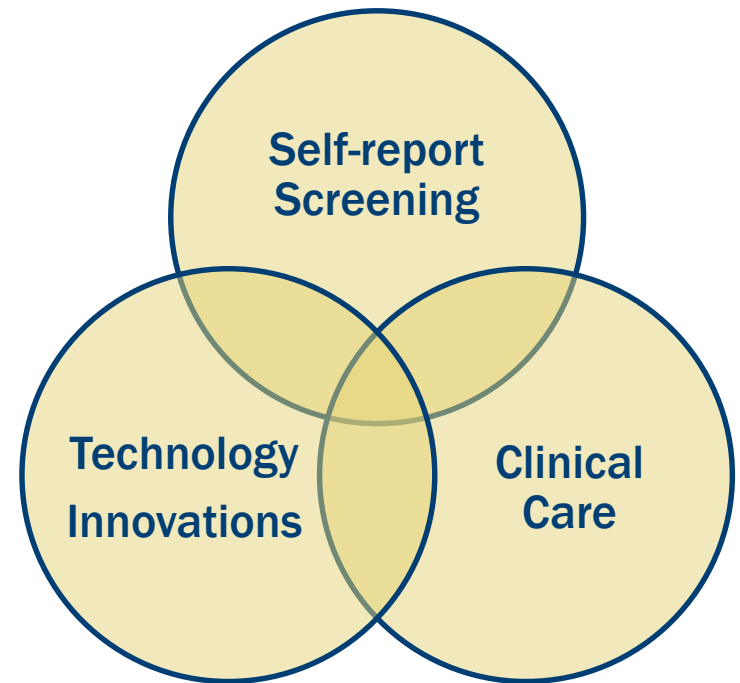 Self-report
Screening
Technology
Innovations
Clinical
Care